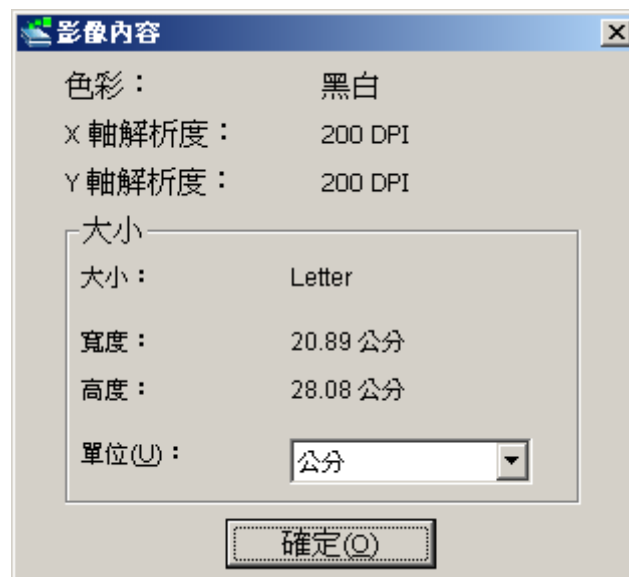 影像內容
色彩： 黑白
X 軸解析度： 200 DPI
Y 軸解析度： 200 DPI
大小
大小： Letter
寬度： 20.89 公分
高度： 28.08 公分
單位(U)： 公分
確定(O)